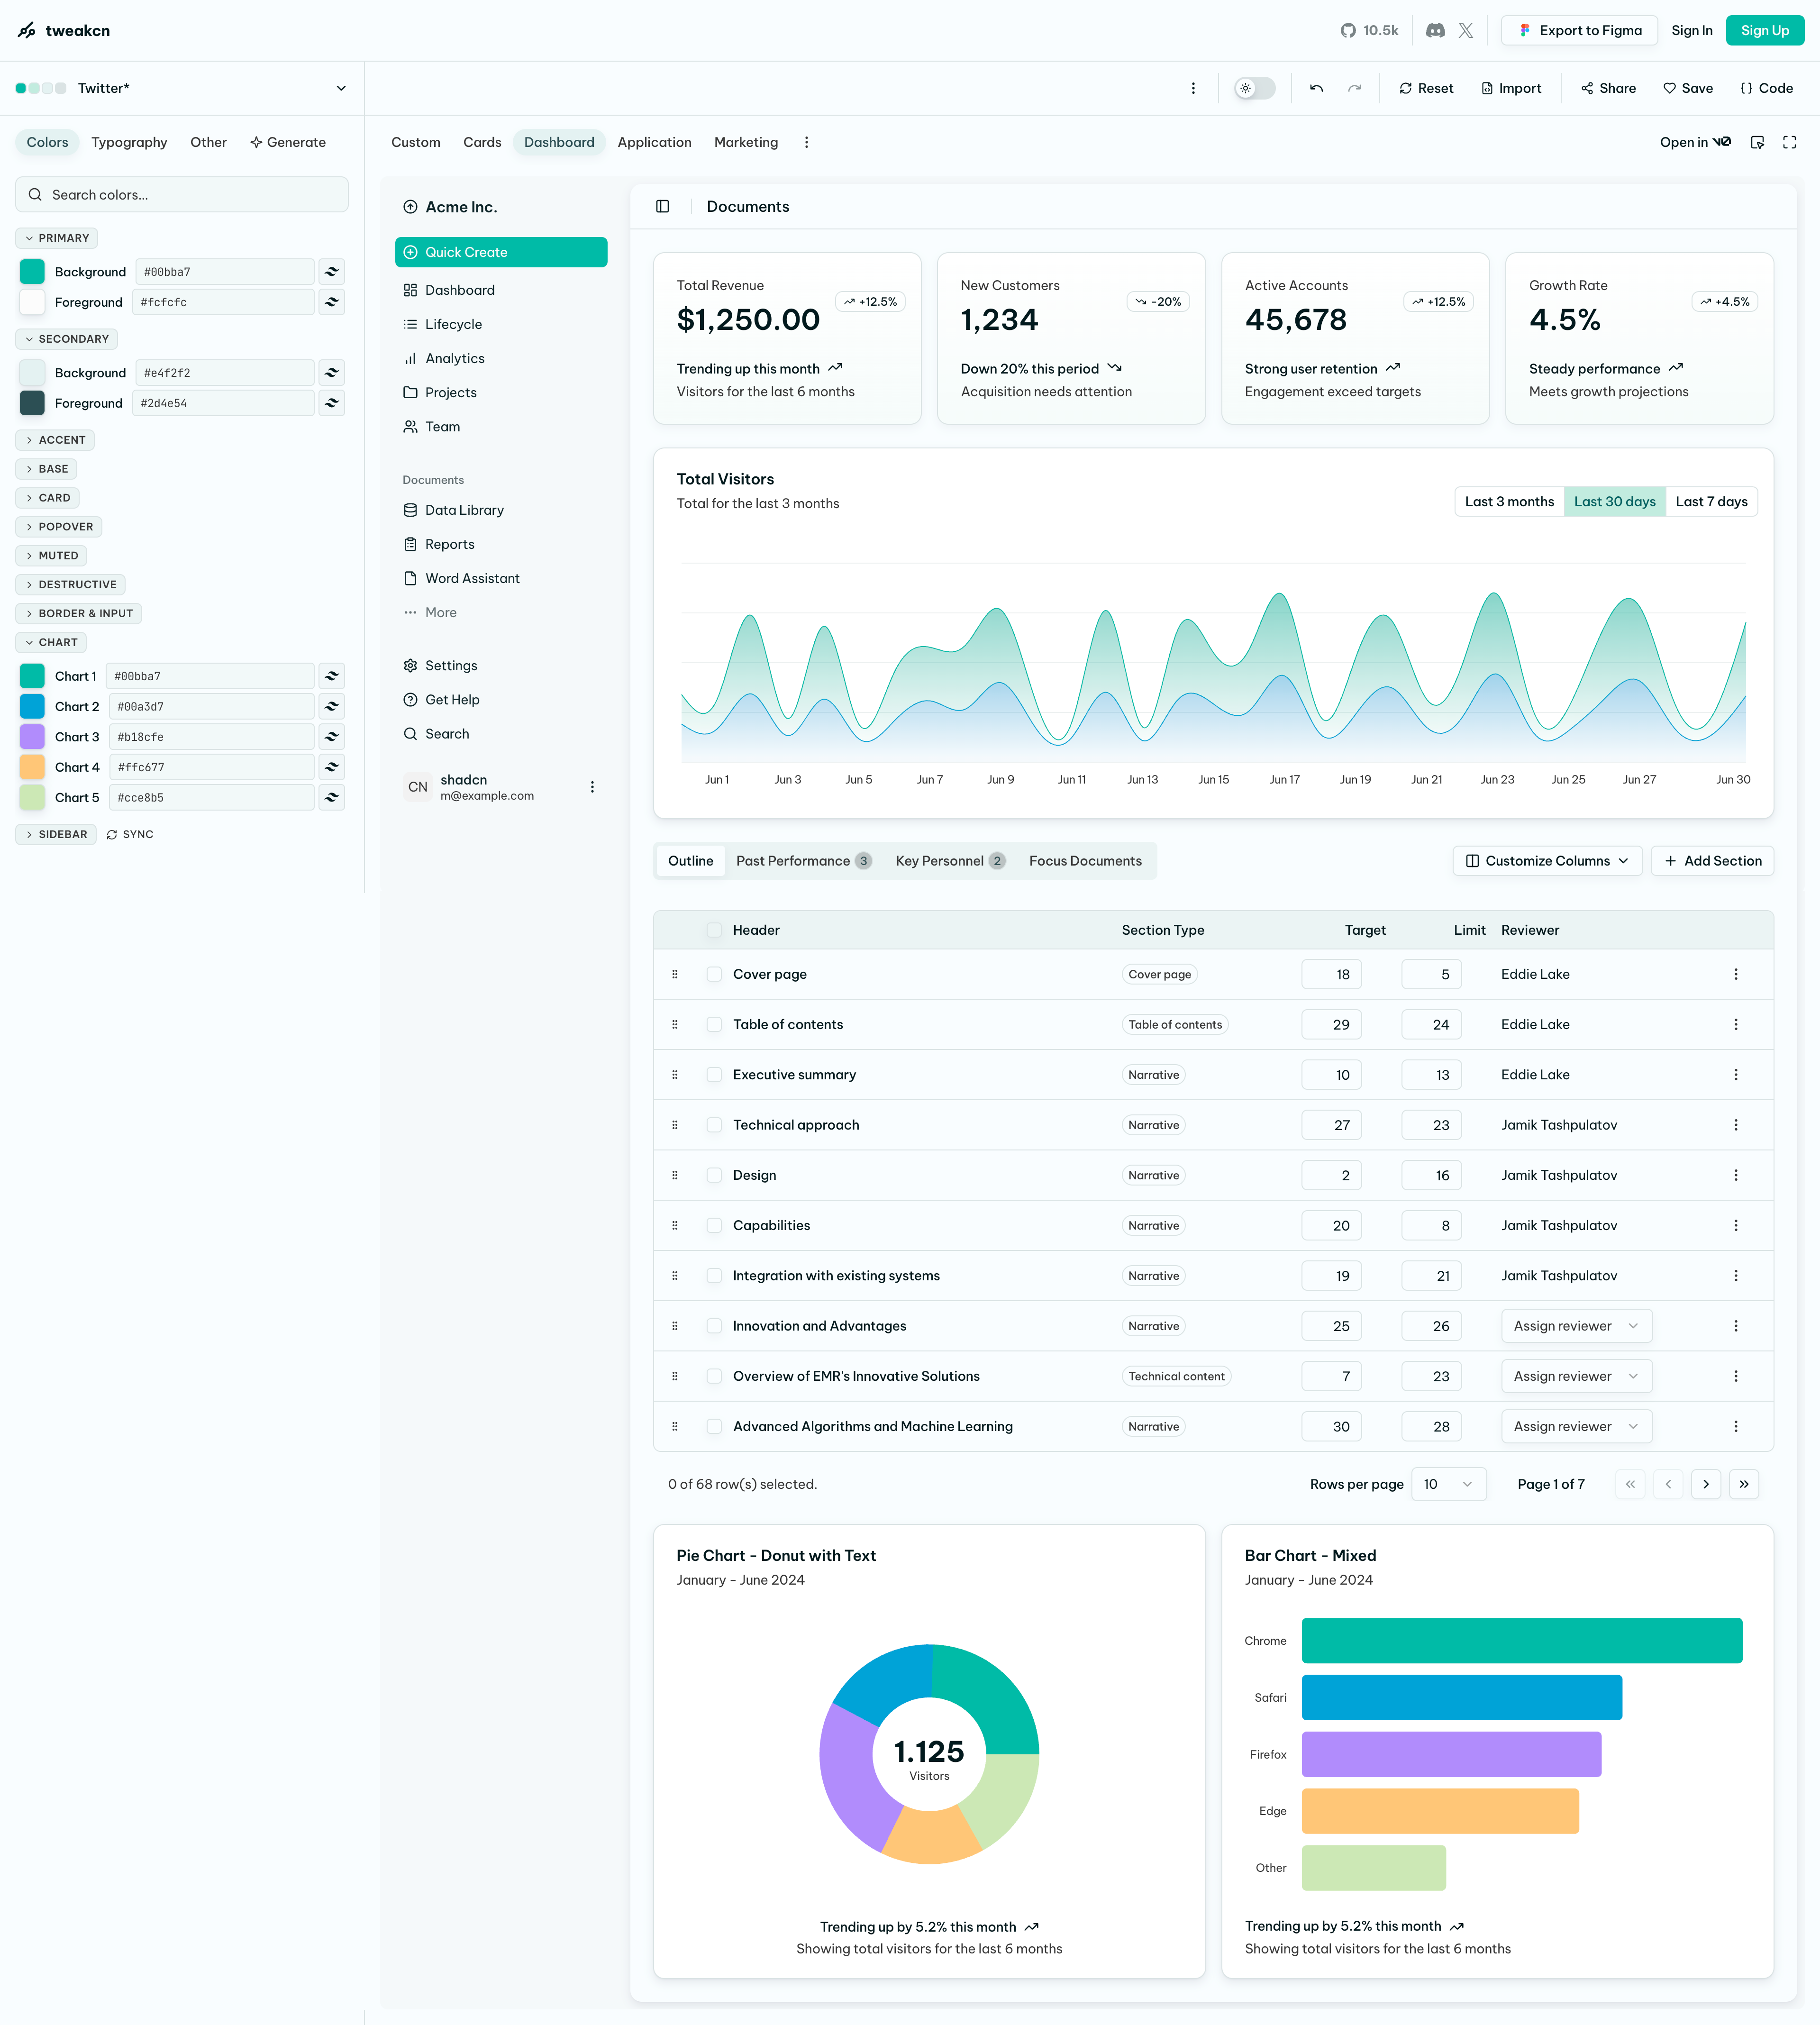 tweakcn
10.5k
Export to Figma
Sign In
Sign Up
Twitter*
Reset
Import
Share
Save
Code
Colors
Typography
Other
Generate
Custom
Cards
Dashboard
Application
Marketing
Open in v0
Search colors...
PRIMARY
Background
#00bba7
Foreground
#fcfcfc
SECONDARY
Background
#e4f2f2
Foreground
#2d4e54
ACCENT
BASE
CARD
POPOVER
MUTED
DESTRUCTIVE
BORDER & INPUT
CHART
Chart 1
#00bba7
Chart 2
#00a3d7
Chart 3
#b18cfe
Chart 4
#ffc677
Chart 5
#cce8b5
SIDEBAR
SYNC
Acme Inc.
Quick Create
Dashboard
Lifecycle
Analytics
Projects
Team
Documents
Data Library
Reports
Word Assistant
More
Settings
Get Help
Search
CN
shadcn
m@example.com
Documents
Total Revenue
$1,250.00
+12.5%
Trending up this month
Visitors for the last 6 months
New Customers
1,234
-20%
Down 20% this period
Acquisition needs attention
Active Accounts
45,678
+12.5%
Strong user retention
Engagement exceed targets
Growth Rate
4.5%
+4.5%
Steady performance
Meets growth projections
Total Visitors
Total for the last 3 months
Last 3 months
Last 30 days
Last 7 days
Jun 1
Jun 3
Jun 5
Jun 7
Jun 9
Jun 11
Jun 13
Jun 15
Jun 17
Jun 19
Jun 21
Jun 23
Jun 25
Jun 27
Jun 30
Outline
Past Performance 3
Key Personnel 2
Focus Documents
Customize Columns
Add Section
Header Section Type Target Limit Reviewer
Cover page Cover page 18 5 Eddie Lake
Table of contents Table of contents 29 24 Eddie Lake
Executive summary Narrative 10 13 Eddie Lake
Technical approach Narrative 27 23 Jamik Tashpulatov
Design Narrative 2 16 Jamik Tashpulatov
Capabilities Narrative 20 8 Jamik Tashpulatov
Integration with existing systems Narrative 19 21 Jamik Tashpulatov
Innovation and Advantages Narrative 25 26 Assign reviewer
Overview of EMR's Innovative Solutions Technical content 7 23 Assign reviewer
Advanced Algorithms and Machine Learning Narrative 30 28 Assign reviewer
0 of 68 row(s) selected.
Rows per page
10
Page 1 of 7
Pie Chart - Donut with Text
January - June 2024
1.125
Visitors
Trending up by 5.2% this month
Showing total visitors for the last 6 months
Bar Chart - Mixed
January - June 2024
Chrome
Safari
Firefox
Edge
Other
Trending up by 5.2% this month
Showing total visitors for the last 6 months